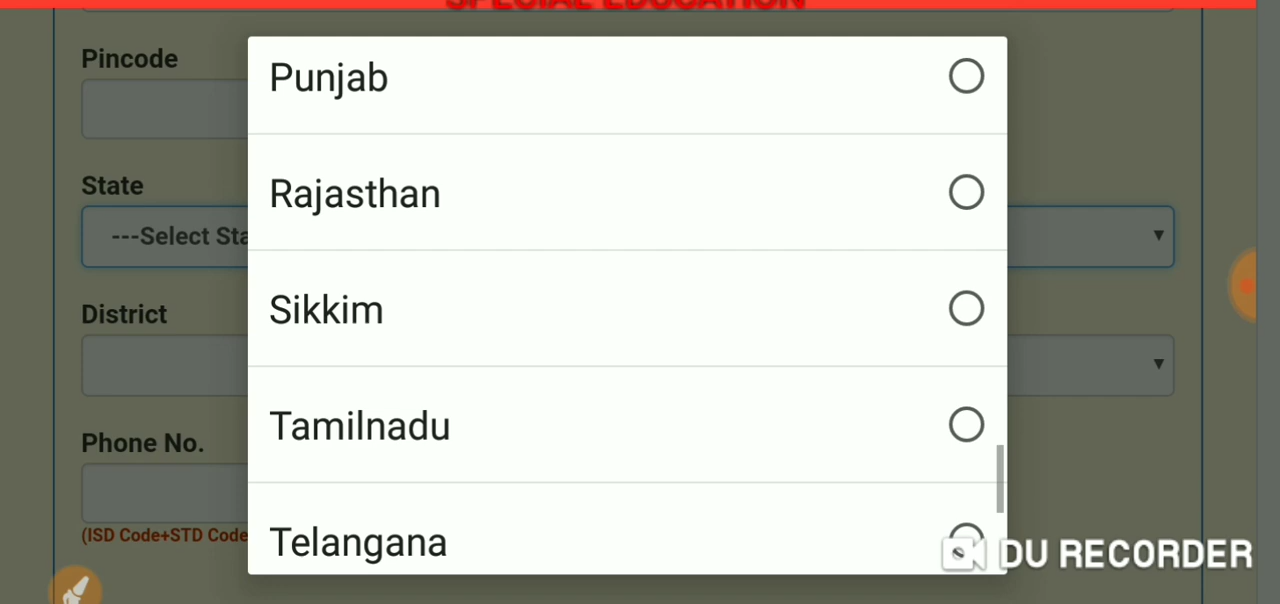 SPECIAL EDUCATION
Pincode
Punjab
Rajasthan
State
---Select Sta
Sikkim
District
Tamilnadu
Phone No.
Telangana
(ISD Code+STD Code
DU RECORDER